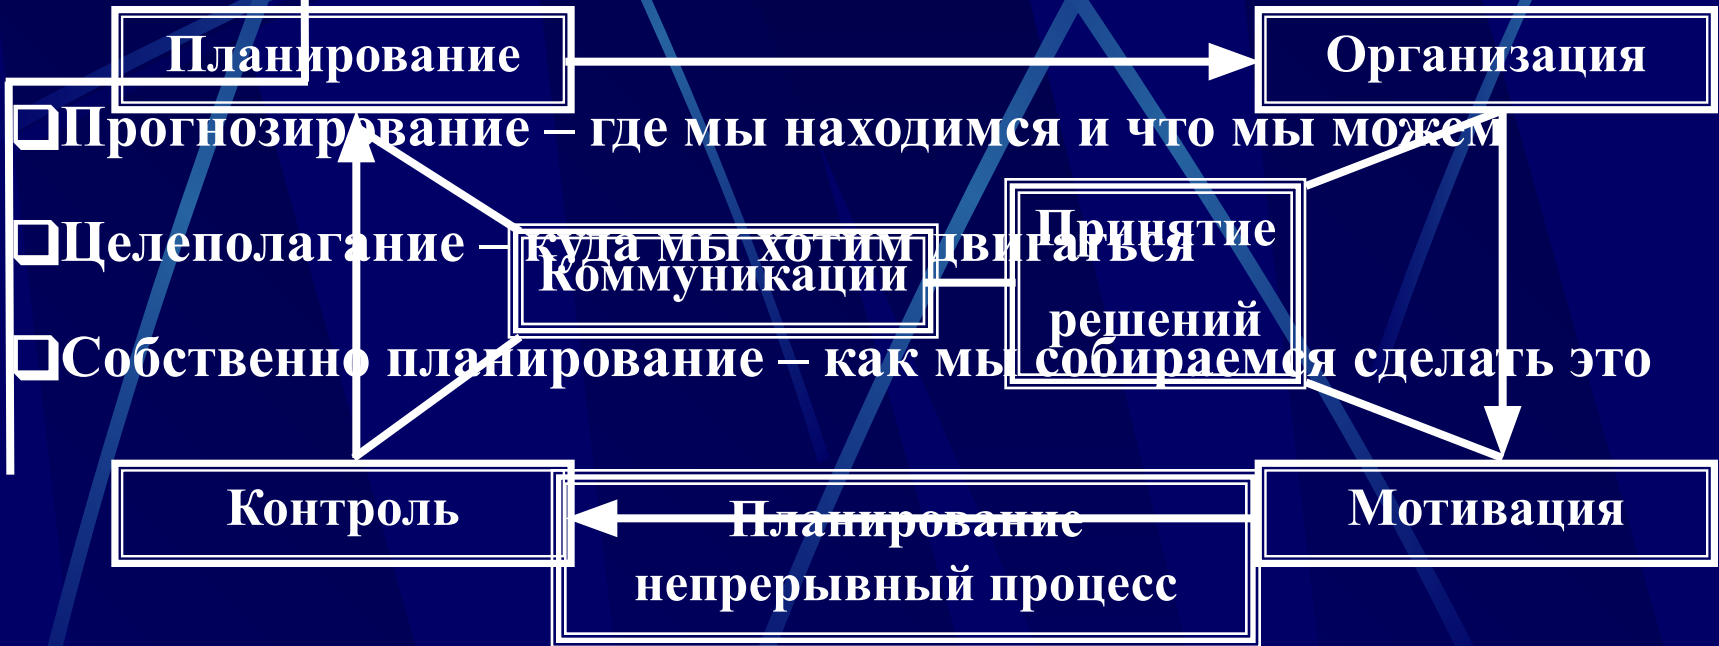 Планирование
Организация
❑Прогнозирование – где мы находимся и что мы можем
❑Целеполагание – куда мы хотим двигаться
Принятие
решений
Коммуникации
❑Собственно планирование – как мы собираемся сделать это
Контроль
Мотивация
Планирование
непрерывный процесс